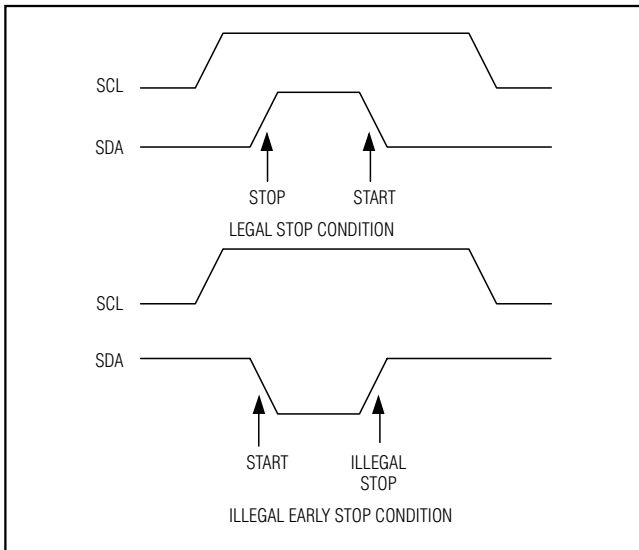 SCL
SDA
STOP
START
LEGAL STOP CONDITION
SCL
SDA
START
ILLEGAL
STOP
ILLEGAL EARLY STOP CONDITION